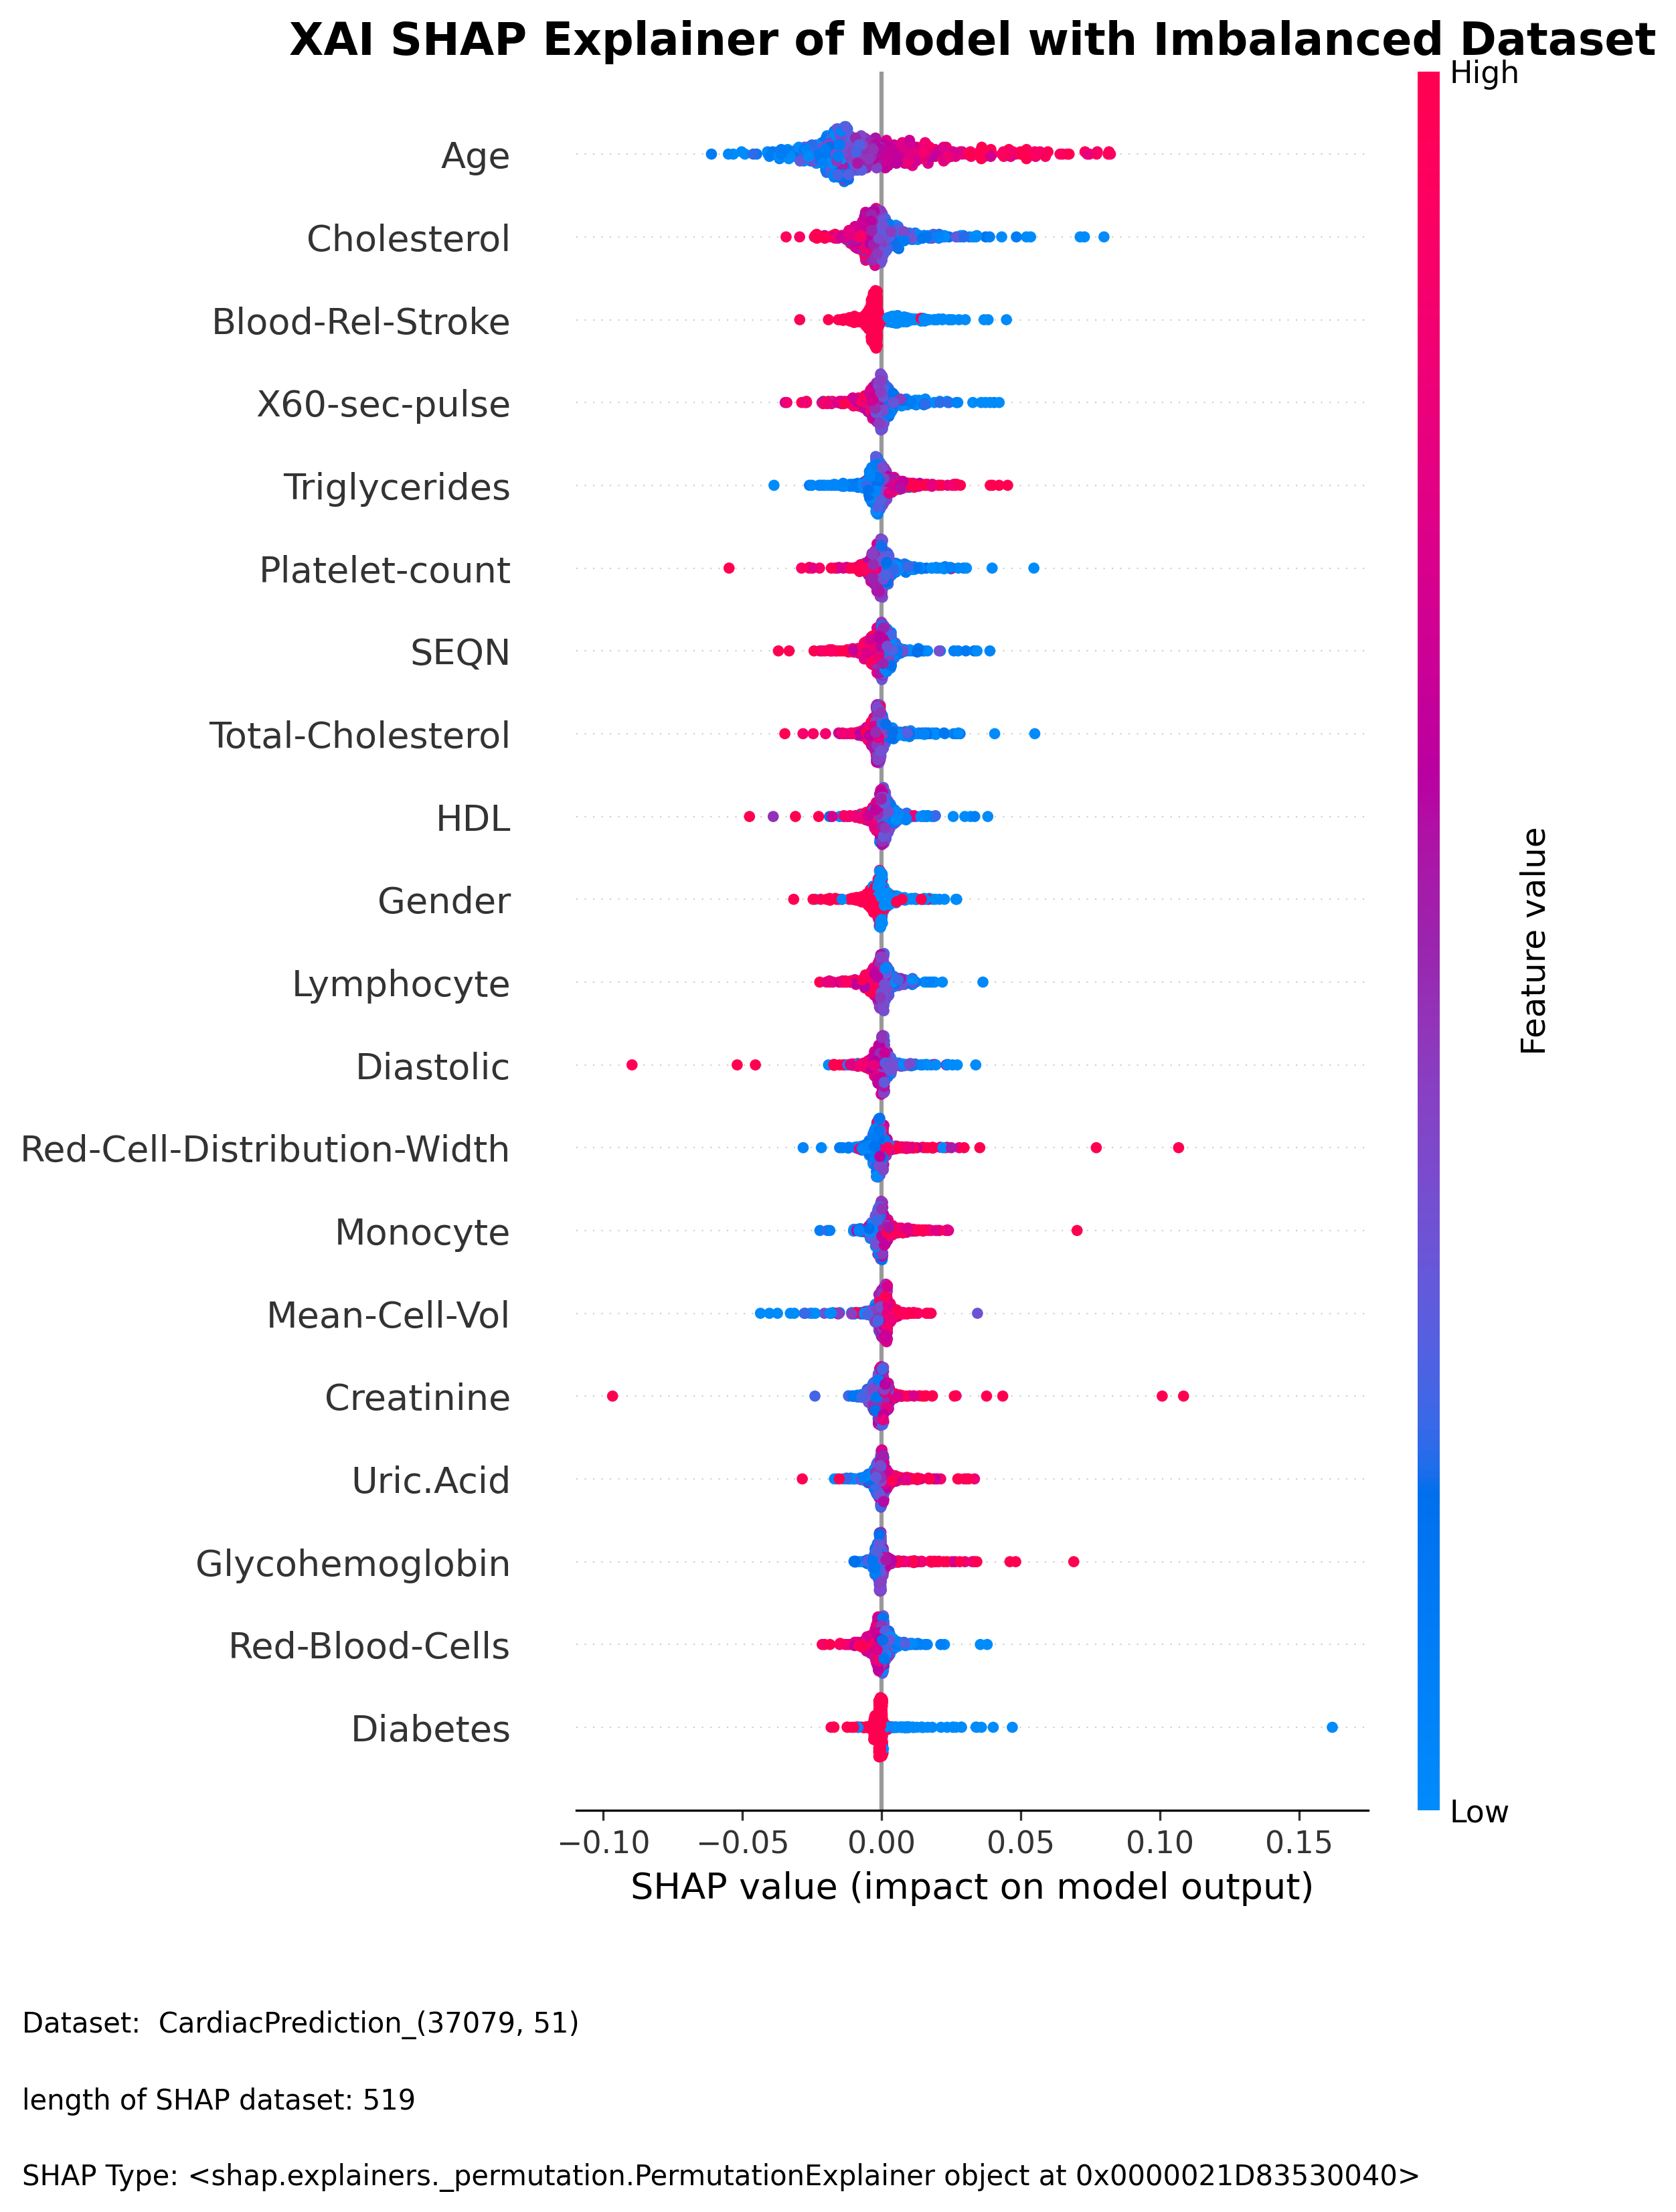 XAI SHAP Explainer of Model with Imbalanced Dataset
High
Age
Cholesterol
Blood-Rel-Stroke
X60-sec-pulse
Triglycerides
Platelet-count
SEQN
Total-Cholesterol
HDL
Gender
Lymphocyte
Diastolic
Red-Cell-Distribution-Width
Monocyte
Mean-Cell-Vol
Creatinine
Uric.Acid
Glycohemoglobin
Red-Blood-Cells
Diabetes
Feature value
Low
−0.10 −0.05 0.00 0.05 0.10 0.15
SHAP value (impact on model output)
Dataset:  CardiacPrediction_(37079, 51)
length of SHAP dataset: 519
SHAP Type: <shap.explainers._permutation.PermutationExplainer object at 0x0000021D83530040>